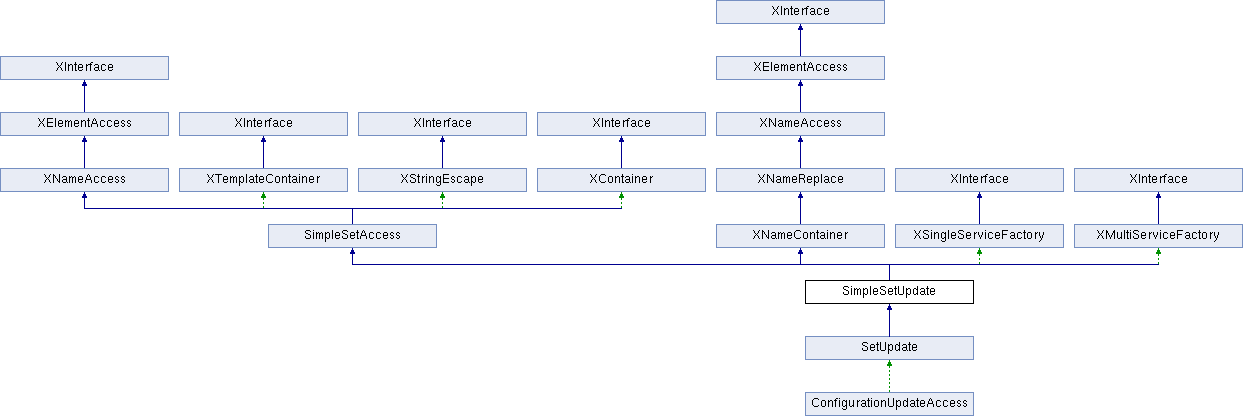 XInterface
XInterface
XElementAccess
XElementAccess
XInterface
XInterface
XInterface
XNameAccess
XNameAccess
XTemplateContainer
XStringEscape
XContainer
XNameReplace
XInterface
XInterface
SimpleSetAccess
XNameContainer
XSingleServiceFactory
XMultiServiceFactory
SimpleSetUpdate
SetUpdate
ConfigurationUpdateAccess